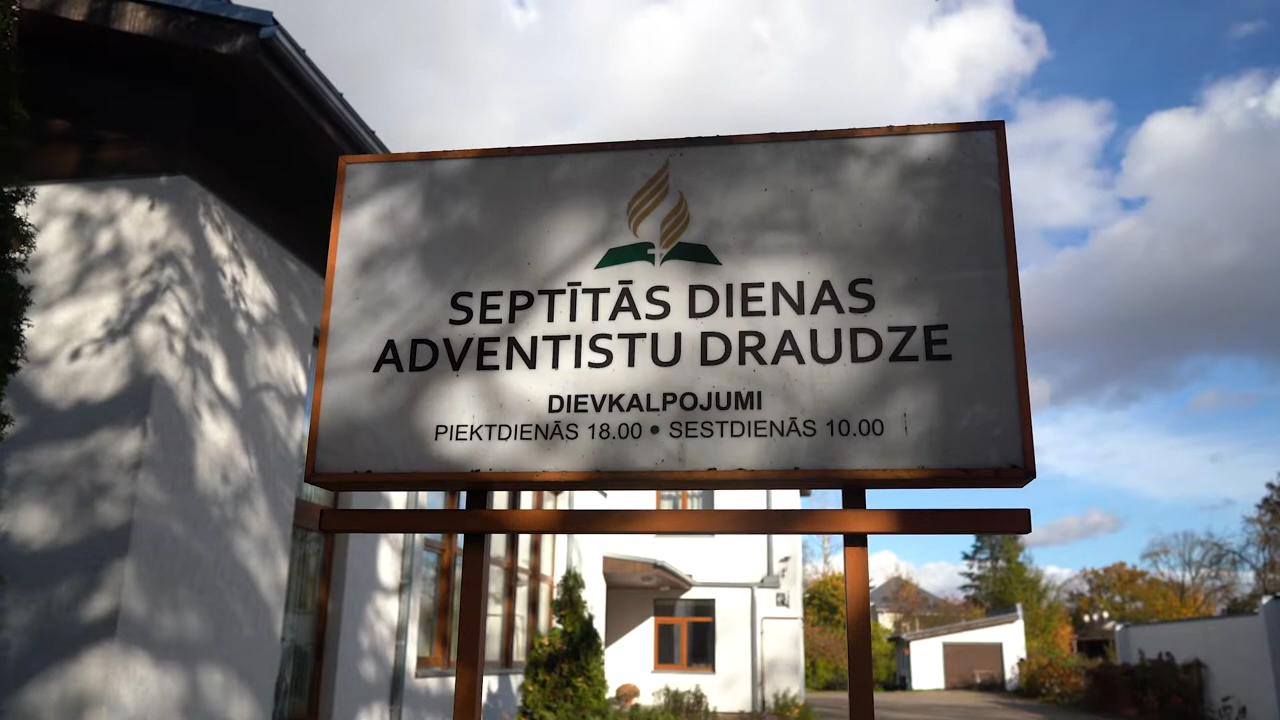 SEPTĪTĀS DIENAS
ADVENTISTU DRAUDZE
DIEVKALPOJUMI
PIEKTDIENĀS 18.00 • SESTDIENĀS 10.00